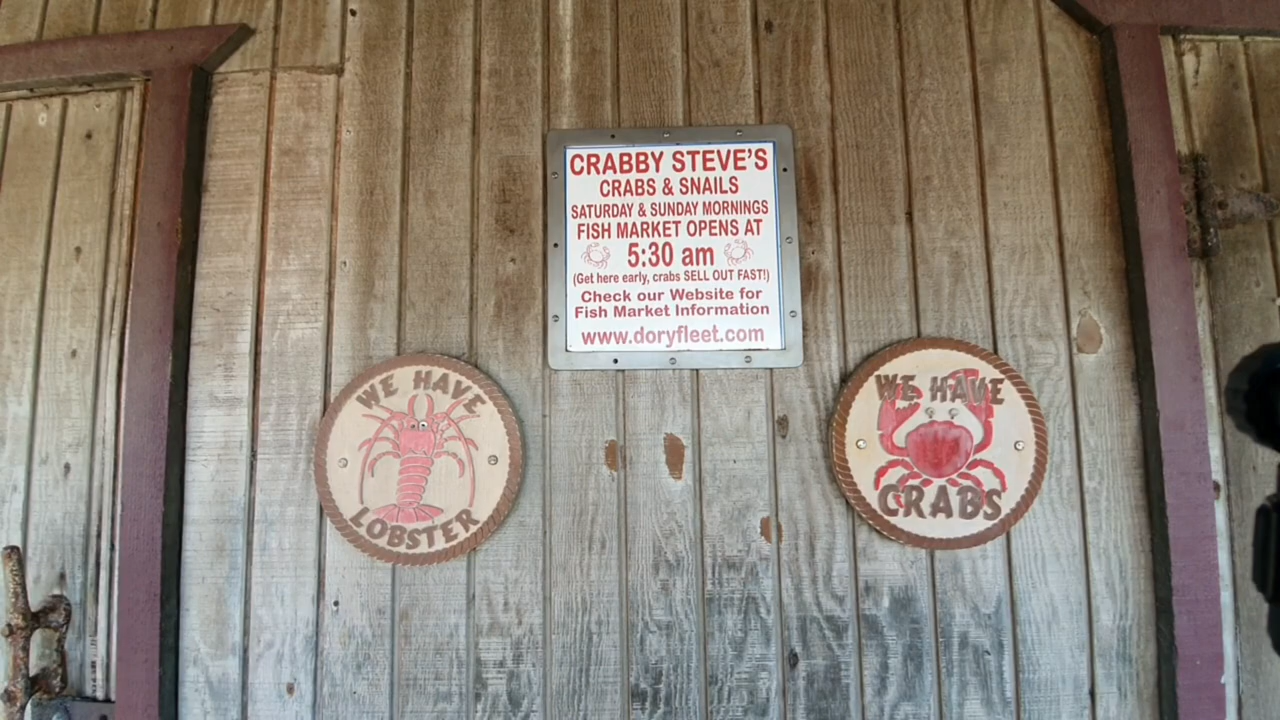 CRABBY STEVE'S
CRABS & SNAILS
SATURDAY & SUNDAY MORNINGS
FISH MARKET OPENS AT
5:30 am
(Get here early, crabs SELL OUT FAST!)
Check our Website for
Fish Market Information
www.doryfleet.com
WE HAVE
LOBSTER
WE HAVE
CRABS